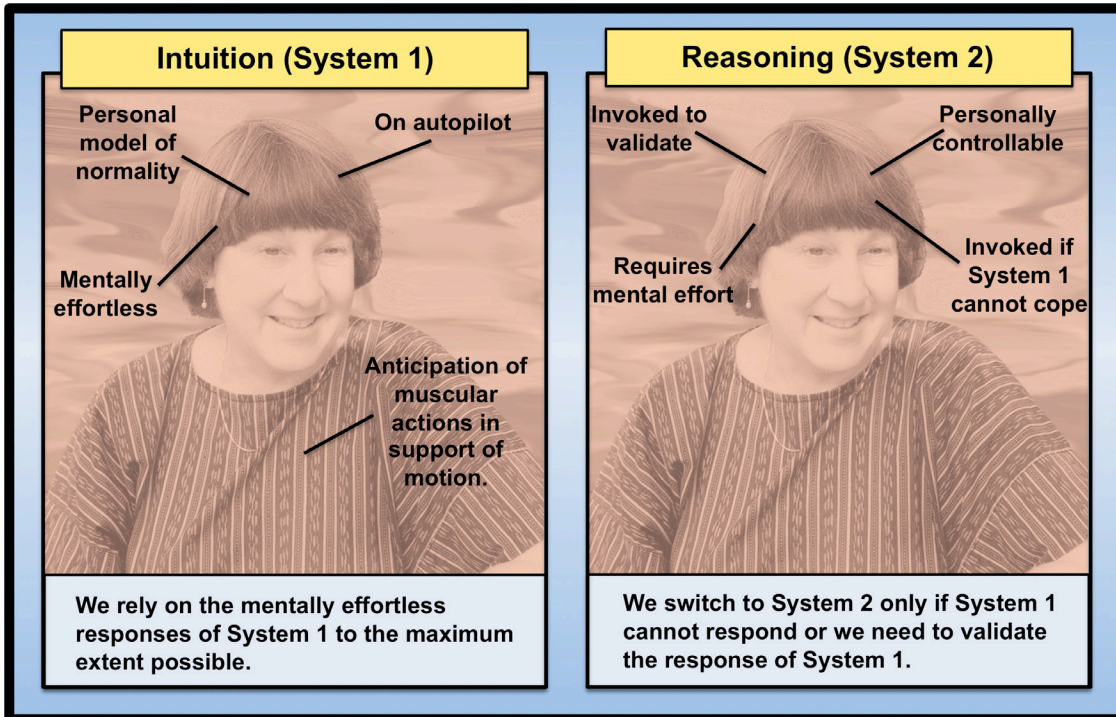 Intuition (System 1)
Personal
model of
normality
On autopilot
Mentally
effortless
Anticipation of
muscular
actions in
support of
motion.
We rely on the mentally effortless
responses of System 1 to the maximum
extent possible.
Reasoning (System 2)
Invoked to
validate
Personally
controllable
Requires
mental effort
Invoked if
System 1
cannot cope
We switch to System 2 only if System 1
cannot respond or we need to validate
the response of System 1.